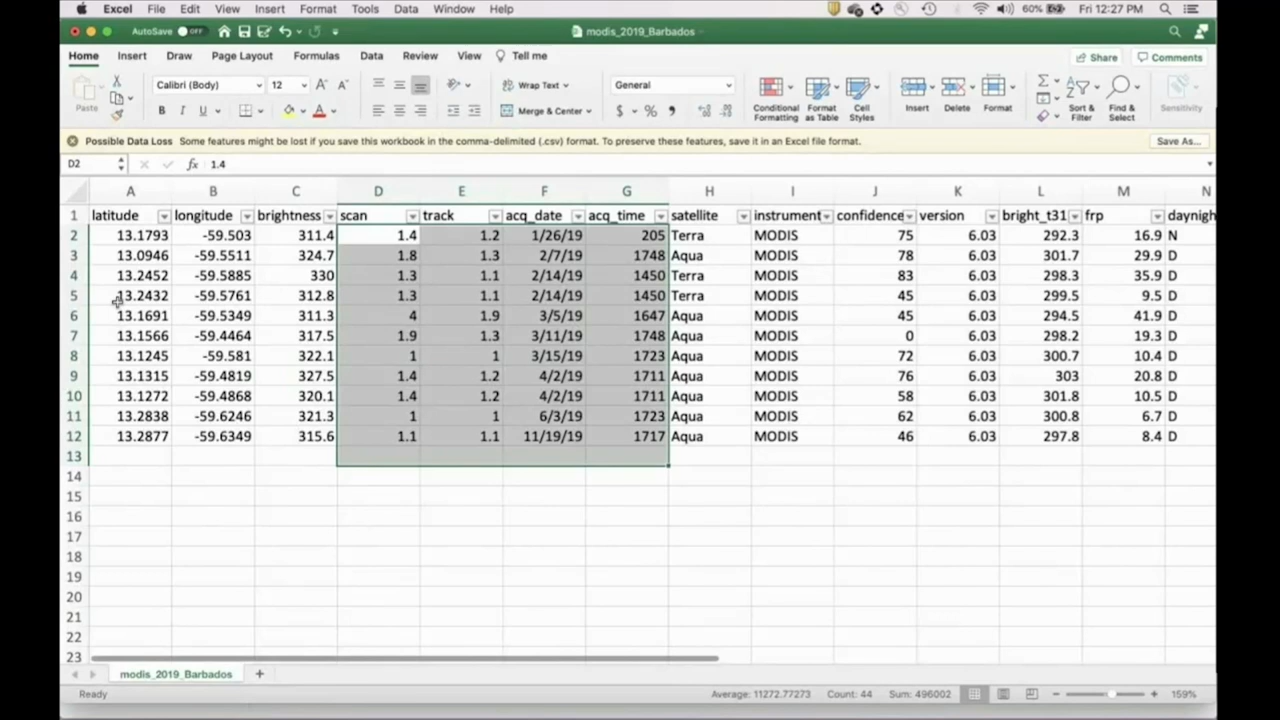 Excel File Edit View Insert Format Tools Data Window Help 60% Fri 12:27 PM
AutoSave OFF modis_2019_Barbados
Home Insert Draw Page Layout Formulas Data Review View Tell me Share Comments
Paste Calibri (Body) 12 A A Wrap Text General Conditional Formatting Format as Table Cell Styles Insert Delete Format Sort & Filter Find & Select Sensitivity
B I U A Merge & Center $ % ,
Possible Data Loss Some features might be lost if you save this workbook in the comma-delimited (.csv) format. To preserve these features, save it in an Excel file format. Save As...
D2 fx 1.4
A B C D E F G H I J K L M N
1 latitude longitude brightness scan track acq_date acq_time satellite instrument confidence version bright_t31 frp daynigh
2 13.1793 -59.503 311.4 1.4 1.2 1/26/19 205 Terra MODIS 75 6.03 292.3 16.9 N
3 13.0946 -59.5511 324.7 1.8 1.3 2/7/19 1748 Aqua MODIS 78 6.03 301.7 29.9 D
4 13.2452 -59.5885 330 1.3 1.1 2/14/19 1450 Terra MODIS 83 6.03 298.3 35.9 D
5 13.2432 -59.5761 312.8 1.3 1.1 2/14/19 1450 Terra MODIS 45 6.03 299.5 9.5 D
6 13.1691 -59.5349 311.3 4 1.9 3/5/19 1647 Aqua MODIS 45 6.03 294.5 41.9 D
7 13.1566 -59.4464 317.5 1.9 1.3 3/11/19 1748 Aqua MODIS 0 6.03 298.2 19.3 D
8 13.1245 -59.581 322.1 1 1 3/15/19 1723 Aqua MODIS 72 6.03 300.7 10.4 D
9 13.1315 -59.4819 327.5 1.4 1.2 4/2/19 1711 Aqua MODIS 76 6.03 303 20.8 D
10 13.1272 -59.4868 320.1 1.4 1.2 4/2/19 1711 Aqua MODIS 58 6.03 301.8 10.5 D
11 13.2838 -59.6246 321.3 1 1 6/3/19 1723 Aqua MODIS 62 6.03 300.8 6.7 D
12 13.2877 -59.6349 315.6 1.1 1.1 11/19/19 1717 Aqua MODIS 46 6.03 297.8 8.4 D
13
14
15
16
17
18
19
20
21
22
23
modis_2019_Barbados +
Ready Average: 11272.77273 Count: 44 Sum: 496002 159%